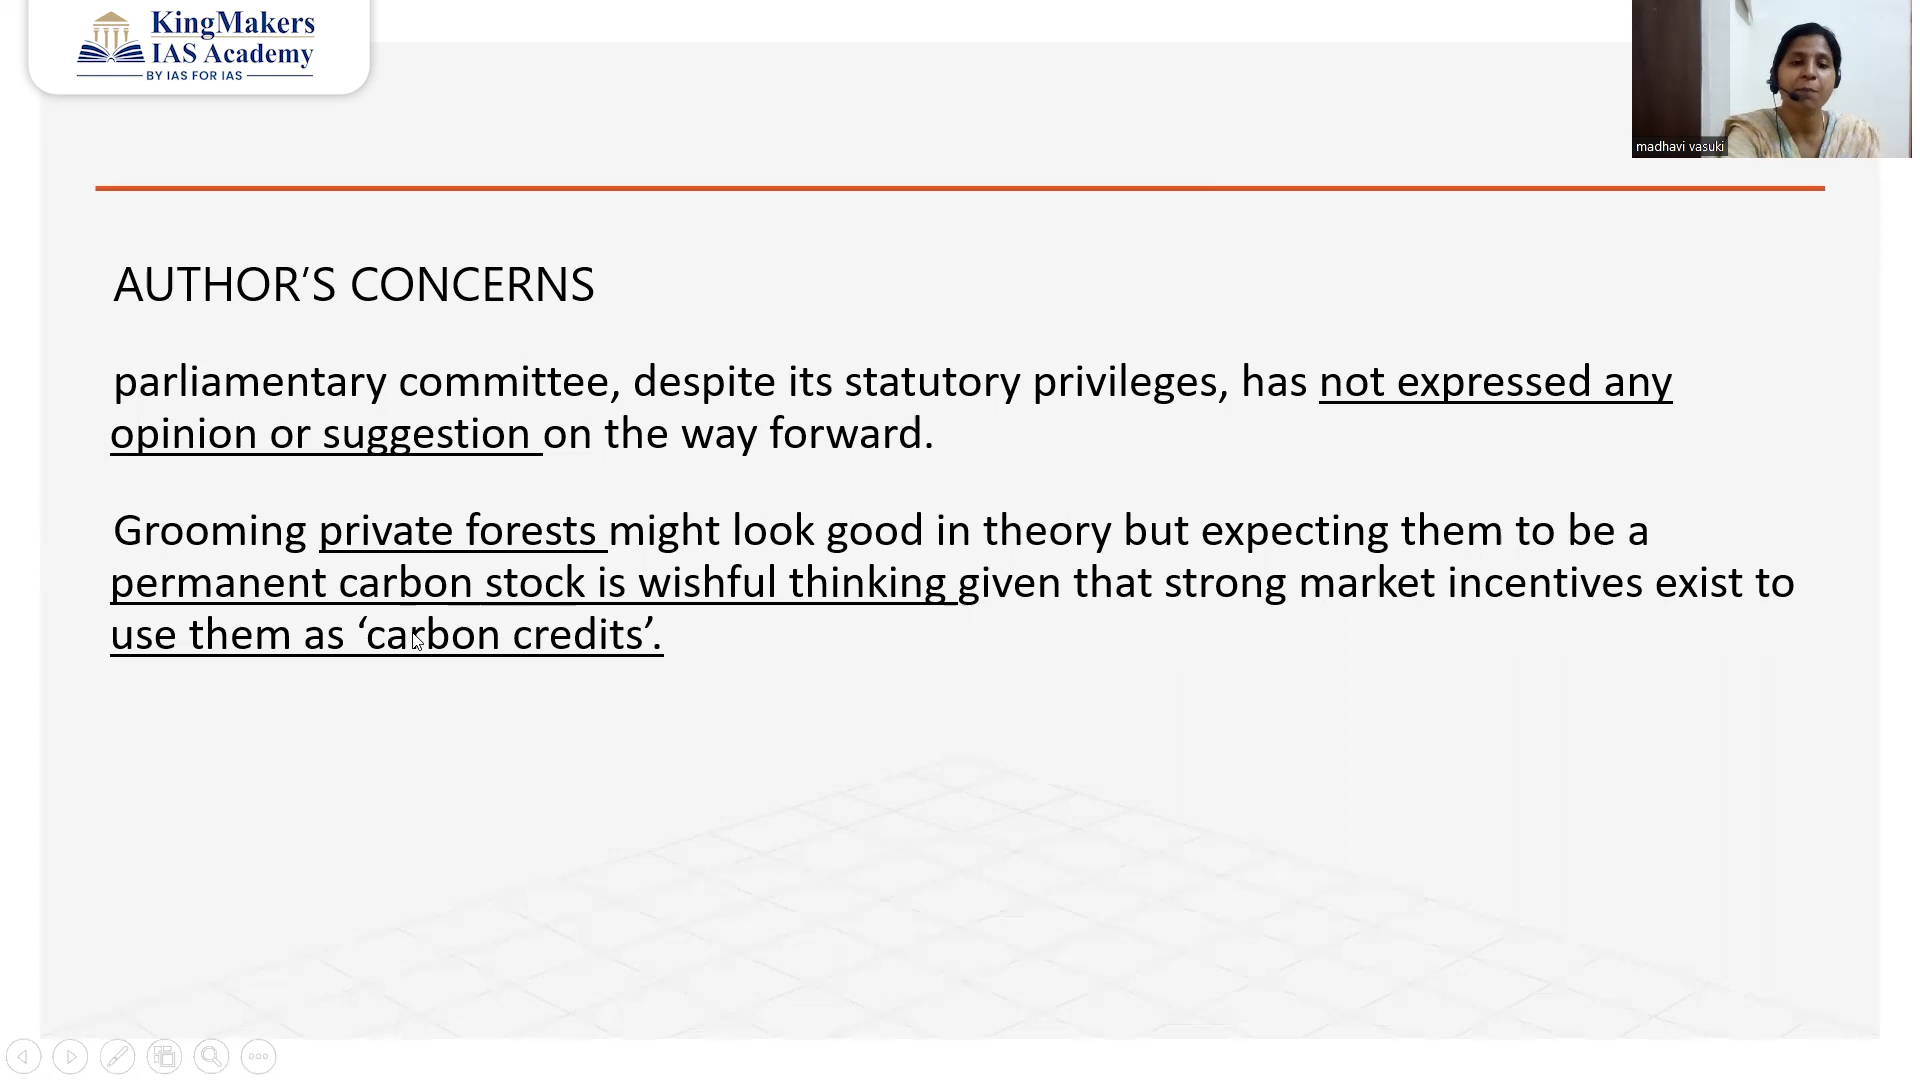 KingMakers
IAS Academy
BY IAS FOR IAS
madhavi vasuki
AUTHOR’S CONCERNS
parliamentary committee, despite its statutory privileges, has not expressed any
opinion or suggestion on the way forward.
Grooming private forests might look good in theory but expecting them to be a
permanent carbon stock is wishful thinking given that strong market incentives exist to
use them as ‘carbon credits’.